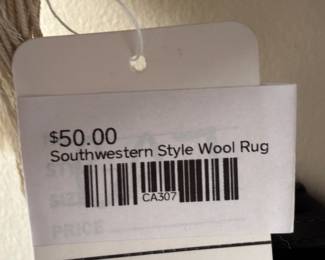 $50.00
Southwestern Style Wool Rug
CA307
SIZE
PRICE